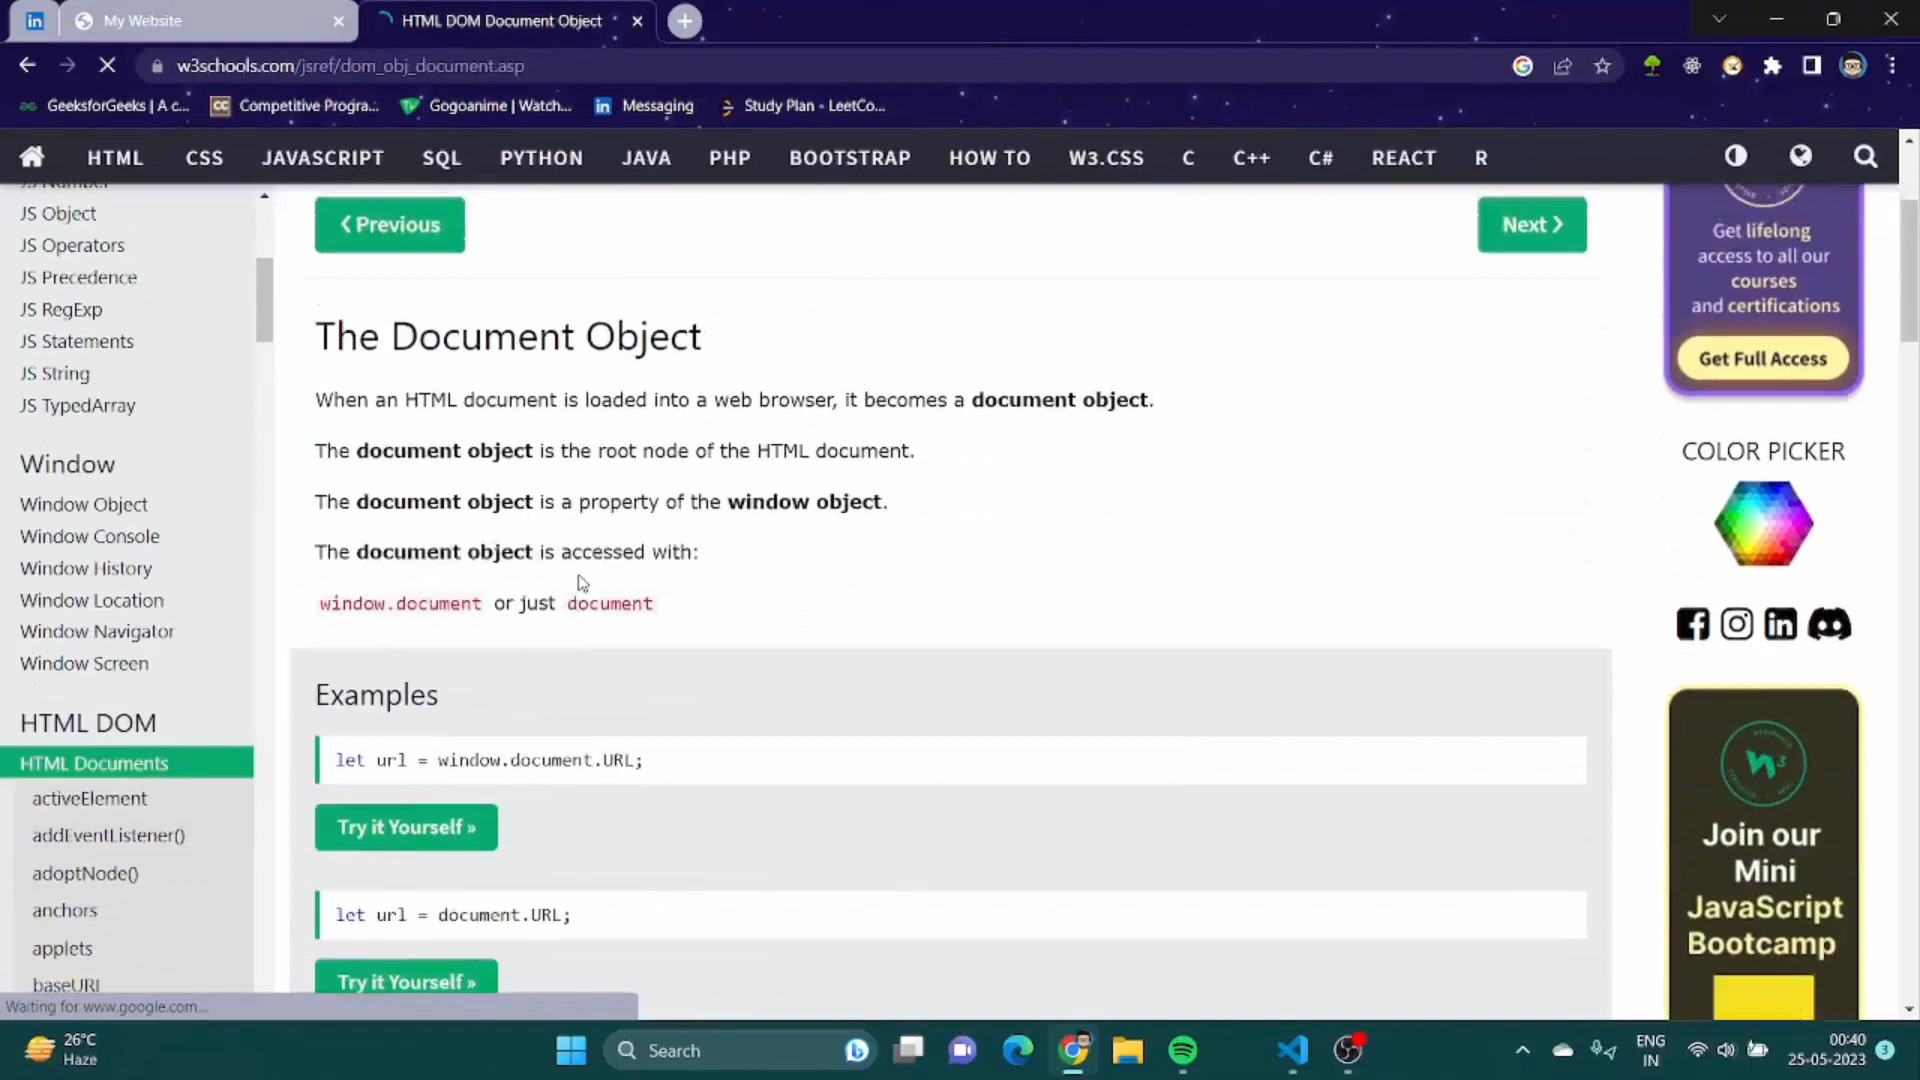 in
My Website
HTML DOM Document Object
w3schools.com/jsref/dom_obj_document.asp
GeeksforGeeks | A c...
CC
Competitive Progra...
Gogoanime | Watch...
in
Messaging
Study Plan - LeetCo...
HTML
CSS
JAVASCRIPT
SQL
PYTHON
JAVA
PHP
BOOTSTRAP
HOW TO
W3.CSS
C
C++
C#
REACT
R
JS Number
JS Object
JS Operators
JS Precedence
JS RegExp
JS Statements
JS String
JS TypedArray
Window
Window Object
Window Console
Window History
Window Location
Window Navigator
Window Screen
HTML DOM
HTML Documents
activeElement
addEventListener()
adoptNode()
anchors
applets
baseURI
Waiting for www.google.com...
❮ Previous
Next ❯
The Document Object
When an HTML document is loaded into a web browser, it becomes a document object.
The document object is the root node of the HTML document.
The document object is a property of the window object.
The document object is accessed with:
window.document or just document
Examples
let url = window.document.URL;
Try it Yourself »
let url = document.URL;
Try it Yourself »
Get lifelong
access to all our
courses
and certifications
Get Full Access
COLOR PICKER
in
Join our
Mini
JavaScript
Bootcamp
26°C
Haze
Search
ENG
IN
00:40
25-05-2023
3